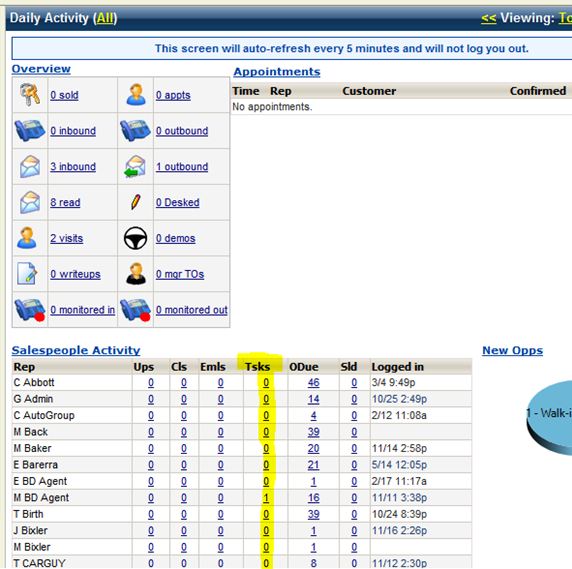 Daily Activity (All) << Viewing: To
This screen will auto-refresh every 5 minutes and will not log you out.
Overview
0 sold 0 appts
0 inbound 0 outbound
3 inbound 1 outbound
8 read 0 Desked
2 visits 0 demos
0 writeups 0 mgr TOs
0 monitored in 0 monitored out
Appointments
Time Rep Customer Confirmed
No appointments.
Salespeople Activity
Rep Ups Cls Emls Tsks ODue Sld Logged in
C Abbott 0 0 0 0 46 0 3/4 9:49p
G Admin 0 0 0 0 14 0 10/25 2:49p
C AutoGroup 0 0 0 0 4 0 2/12 11:08a
M Back 0 0 0 0 39 0
M Baker 0 0 0 0 20 0 11/14 2:58p
E Barerra 0 0 0 0 21 0 5/14 12:05p
E BD Agent 0 0 0 0 1 0 2/17 11:17a
M BD Agent 0 0 0 1 16 0 11/11 3:38p
T Birth 0 0 0 0 39 0 10/24 8:39p
J Bixler 0 0 0 0 1 0 11/16 2:26p
M Bixler 0 0 0 0 1 0
T CARGUY 0 0 0 0 8 0 11/12 2:30p
New Opps
1 - Walk-i